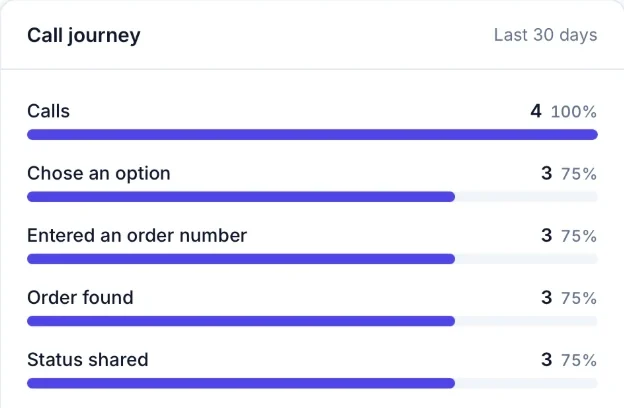 Call journey Last 30 days
Calls 4 100%
Chose an option 3 75%
Entered an order number 3 75%
Order found 3 75%
Status shared 3 75%